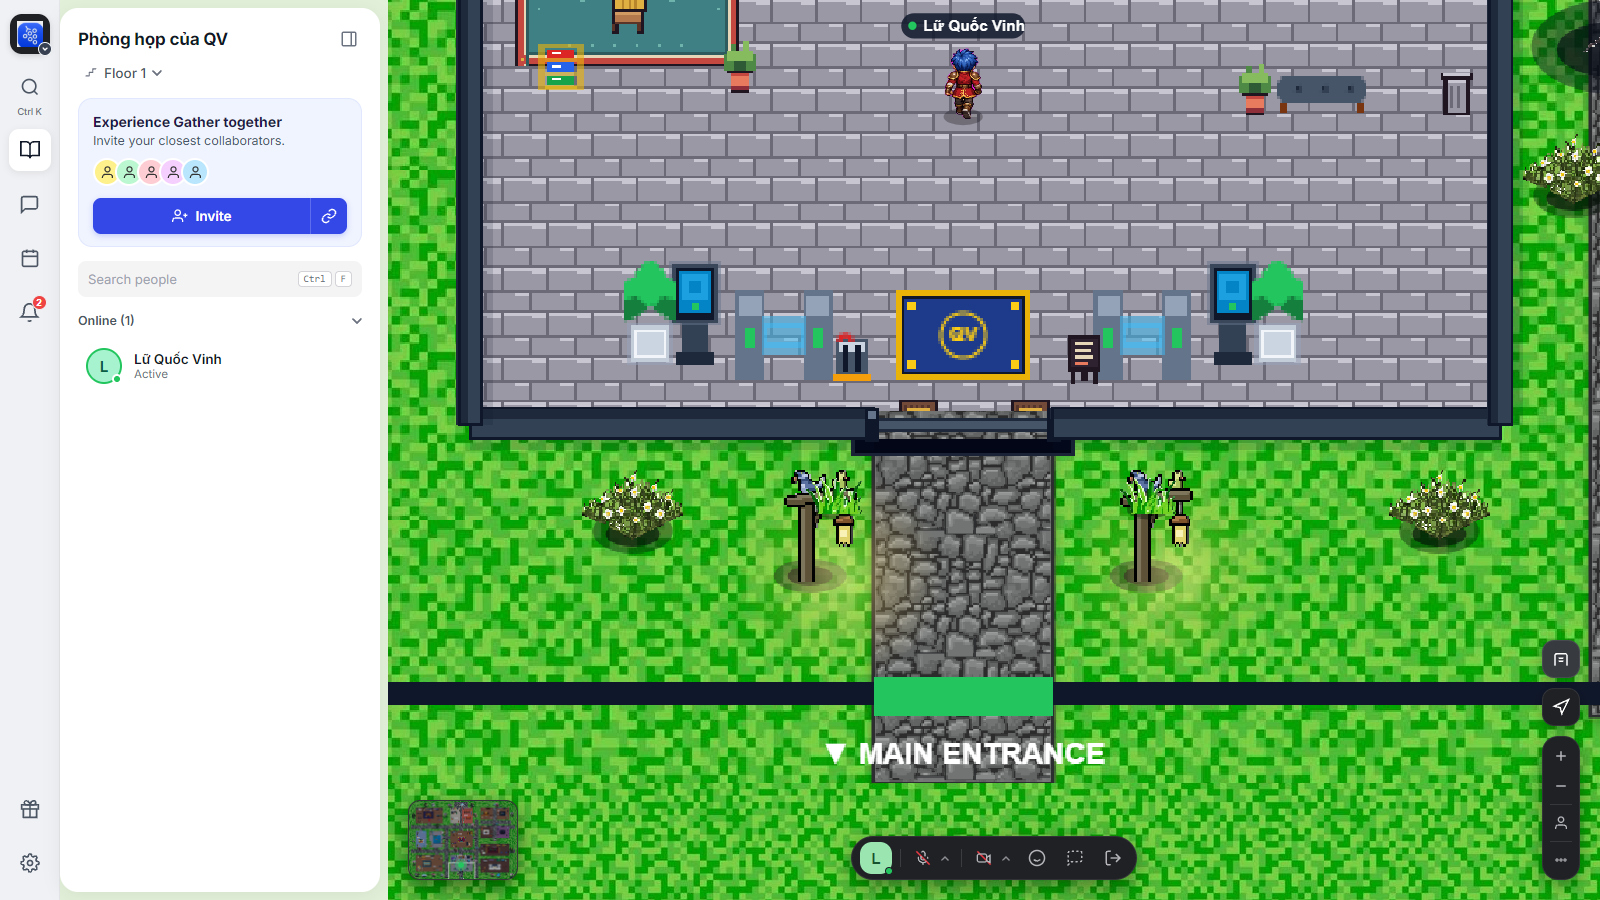 Phòng họp của QV
Floor 1
Ctrl K
Experience Gather together
Invite your closest collaborators.
Invite
Search people
Ctrl F
2
Online (1)
L
Lữ Quốc Vinh
Active
Lữ Quốc Vinh
QV
▼ MAIN ENTRANCE
L